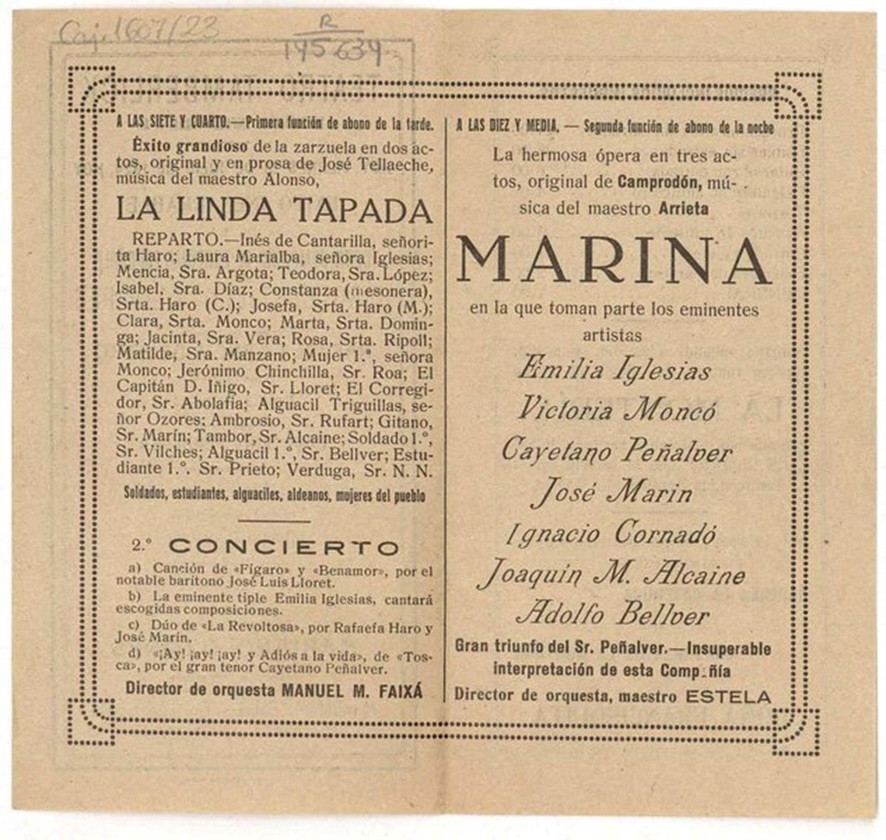 Caj. 1607/23
R
195634
A LAS SIETE Y CUARTO.—Primera función de abono de la tarde.
Éxito grandioso de la zarzuela en dos ac-
tos, original y en prosa de José Tellaeche,
música del maestro Alonso,
LA LINDA TAPADA
REPARTO.—Inés de Cantarilla, señori-
ta Haro; Laura Marialba, señora Iglesias;
Mencia, Sra. Argota; Teodora, Sra. López;
Isabel, Sra. Díaz; Constanza (mesonera),
Srta. Haro (C.); Josefa, Srta. Haro (M.);
Clara, Srta. Monco; Marta, Srta. Domin-
ga; Jacinta, Sra. Vera; Rosa, Srta. Ripoll;
Matilde, Sra. Manzano; Mujer 1.ª, señora
Monco; Jerónimo Chinchilla, Sr. Roa; El
Capitán D. Iñigo, Sr. Lloret; El Corregi-
dor, Sr. Abolafia; Alguacil Triguillas, se-
ñor Ozores; Ambrosio, Sr. Rufart; Gitano,
Sr. Marín; Tambor, Sr. Alcaine; Soldado 1.º,
Sr. Vilches; Alguacil 1.º, Sr. Bellver; Estu-
diante 1.º. Sr. Prieto; Verduga, Sr. N. N.
Soldados, estudiantes, alguaciles, aldeanos, mujeres del pueblo
2.º CONCIERTO
a) Canción de «Fígaro» y «Benamor», por el
notable barítono José Luis Lloret.
b) La eminente tiple Emilia Iglesias, cantará
escogidas composiciones.
c) Dúo de «La Revoltosa», por Rafaefa Haro y
José Marín.
d) «¡Ay! ¡ay! ¡ay! y Adiós a la vida», de «Tos-
ca», por el gran tenor Cayetano Peñalver.
Director de orquesta MANUEL M. FAIXÁ
A LAS DIEZ Y MEDIA. — Segunda función de abono de la noche
La hermosa ópera en tres ac-
tos, original de Camprodón, mú-
sica del maestro Arrieta
MARINA
en la que toman parte los eminentes
artistas
Emilia Iglesias
Victoria Moncó
Cayetano Peñalver
José Marin
Ignacio Cornadó
Joaquín M. Alcaine
Adolfo Bellver
Gran triunfo del Sr. Peñalver.—Insuperable
interpretación de esta Compañía
Director de orquesta, maestro ESTELA